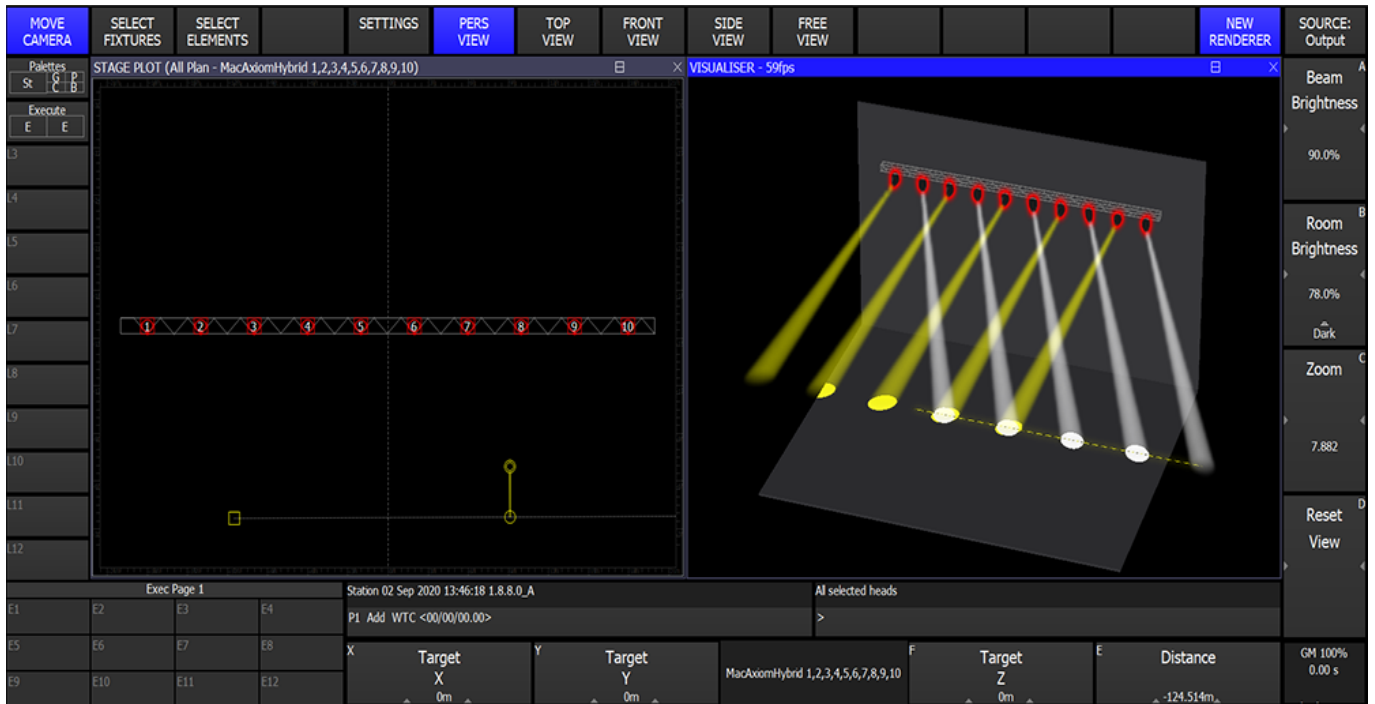 MOVE
CAMERA
SELECT
FIXTURES
SELECT
ELEMENTS
SETTINGS
PERS
VIEW
TOP
VIEW
FRONT
VIEW
SIDE
VIEW
FREE
VIEW
NEW
RENDERER
SOURCE:
Output
Palettes
St G P
C B
Execute
E E
L3
L4
L5
L6
L7
L8
L9
L10
L11
L12
STAGE PLOT (All Plan - MacAxiomHybrid 1,2,3,4,5,6,7,8,9,10)
1 2 3 4 5 6 7 8 9 10
VISUALISER - 59fps
A
Beam
Brightness
90.0%
B
Room
Brightness
78.0%
Dark
C
Zoom
7.882
D
Reset
View
Exec Page 1
E1 E2 E3 E4
E5 E6 E7 E8
E9 E10 E11 E12
Station 02 Sep 2020 13:46:18 1.8.8.0_A
P1 Add WTC <00/00/00.00>
All selected heads
>
X
Target
X
0m
Y
Target
Y
0m
MacAxiomHybrid 1,2,3,4,5,6,7,8,9,10
F
Target
Z
0m
E
Distance
-124.514m
GM 100%
0.00 s